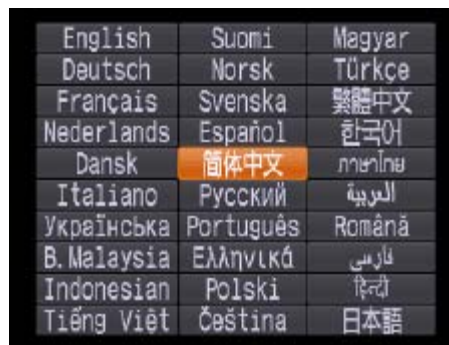 English Suomi Magyar
Deutsch Norsk Türkçe
Français Svenska 繁體中文
Nederlands Español 한국어
Dansk 简体中文 ภาษาไทย
Italiano Русский العربية
Українська Português Română
B.Malaysia Ελληνικά فارسی
Indonesian Polski हिन्दी
Tiếng Việt Čeština 日本語